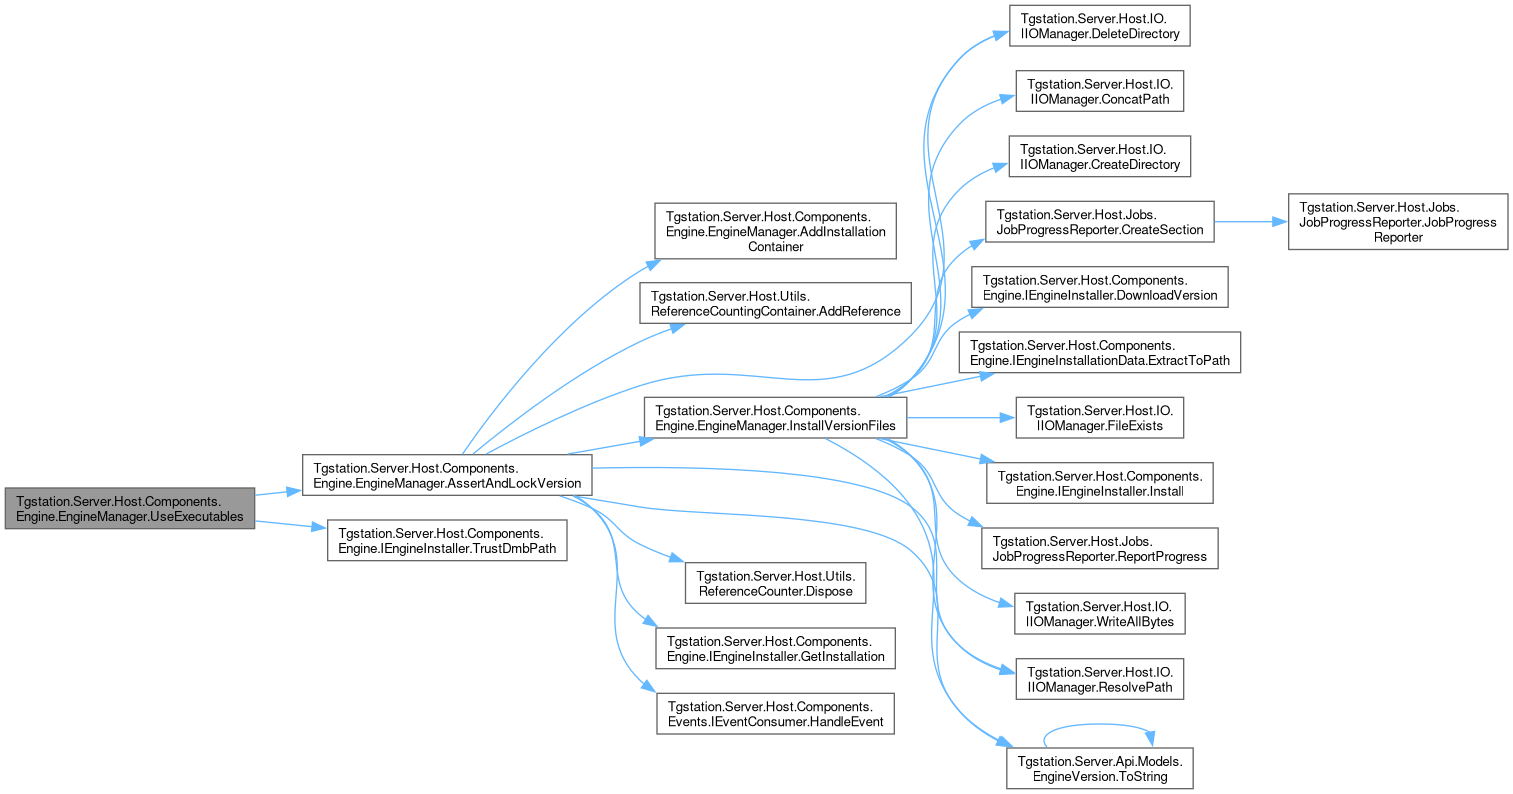 Tgstation.Server.Host.Components.
Engine.EngineManager.UseExecutables
Tgstation.Server.Host.Components.
Engine.EngineManager.AssertAndLockVersion
Tgstation.Server.Host.Components.
Engine.IEngineInstaller.TrustDmbPath
Tgstation.Server.Host.Components.
Engine.EngineManager.AddInstallation
Container
Tgstation.Server.Host.Utils.
ReferenceCountingContainer.AddReference
Tgstation.Server.Host.Components.
Engine.EngineManager.InstallVersionFiles
Tgstation.Server.Host.Utils.
ReferenceCounter.Dispose
Tgstation.Server.Host.Components.
Engine.IEngineInstaller.GetInstallation
Tgstation.Server.Host.Components.
Events.IEventConsumer.HandleEvent
Tgstation.Server.Host.IO.
IIOManager.DeleteDirectory
Tgstation.Server.Host.IO.
IIOManager.ConcatPath
Tgstation.Server.Host.IO.
IIOManager.CreateDirectory
Tgstation.Server.Host.Jobs.
JobProgressReporter.CreateSection
Tgstation.Server.Host.Jobs.
JobProgressReporter.JobProgress
Reporter
Tgstation.Server.Host.Components.
Engine.IEngineInstaller.DownloadVersion
Tgstation.Server.Host.Components.
Engine.IEngineInstallationData.ExtractToPath
Tgstation.Server.Host.IO.
IIOManager.FileExists
Tgstation.Server.Host.Components.
Engine.IEngineInstaller.Install
Tgstation.Server.Host.Jobs.
JobProgressReporter.ReportProgress
Tgstation.Server.Host.IO.
IIOManager.WriteAllBytes
Tgstation.Server.Host.IO.
IIOManager.ResolvePath
Tgstation.Server.Api.Models.
EngineVersion.ToString